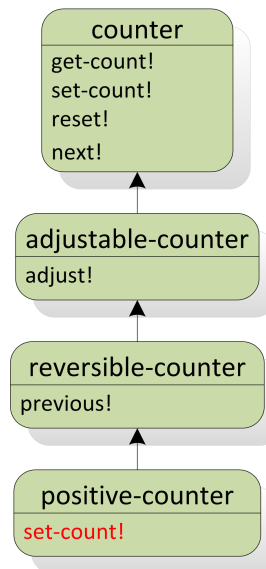 counter
get-count!
set-count!
reset!
next!
adjustable-counter
adjust!
reversible-counter
previous!
positive-counter
set-count!